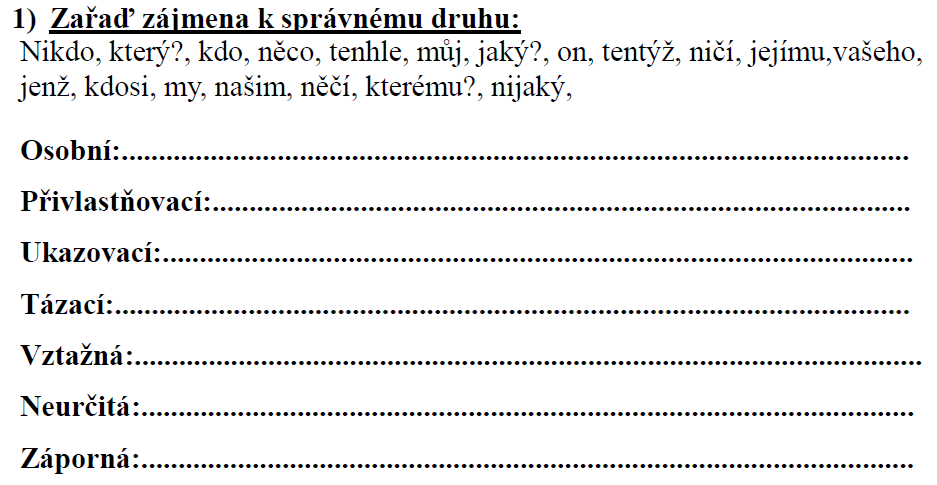 1) Zařaď zájmena k správnému druhu:
Nikdo, který?, kdo, něco, tenhle, můj, jaký?, on, tentýž, ničí, jejímu,vašeho,
jenž, kdosi, my, našim, něčí, kterému?, nijaký,
Osobní:.........................................................................................................
Přivlastňovací:.............................................................................................
Ukazovací:....................................................................................................
Tázací:..........................................................................................................
Vztažná:.........................................................................................................
Neurčitá:.......................................................................................................
Záporná:.......................................................................................................